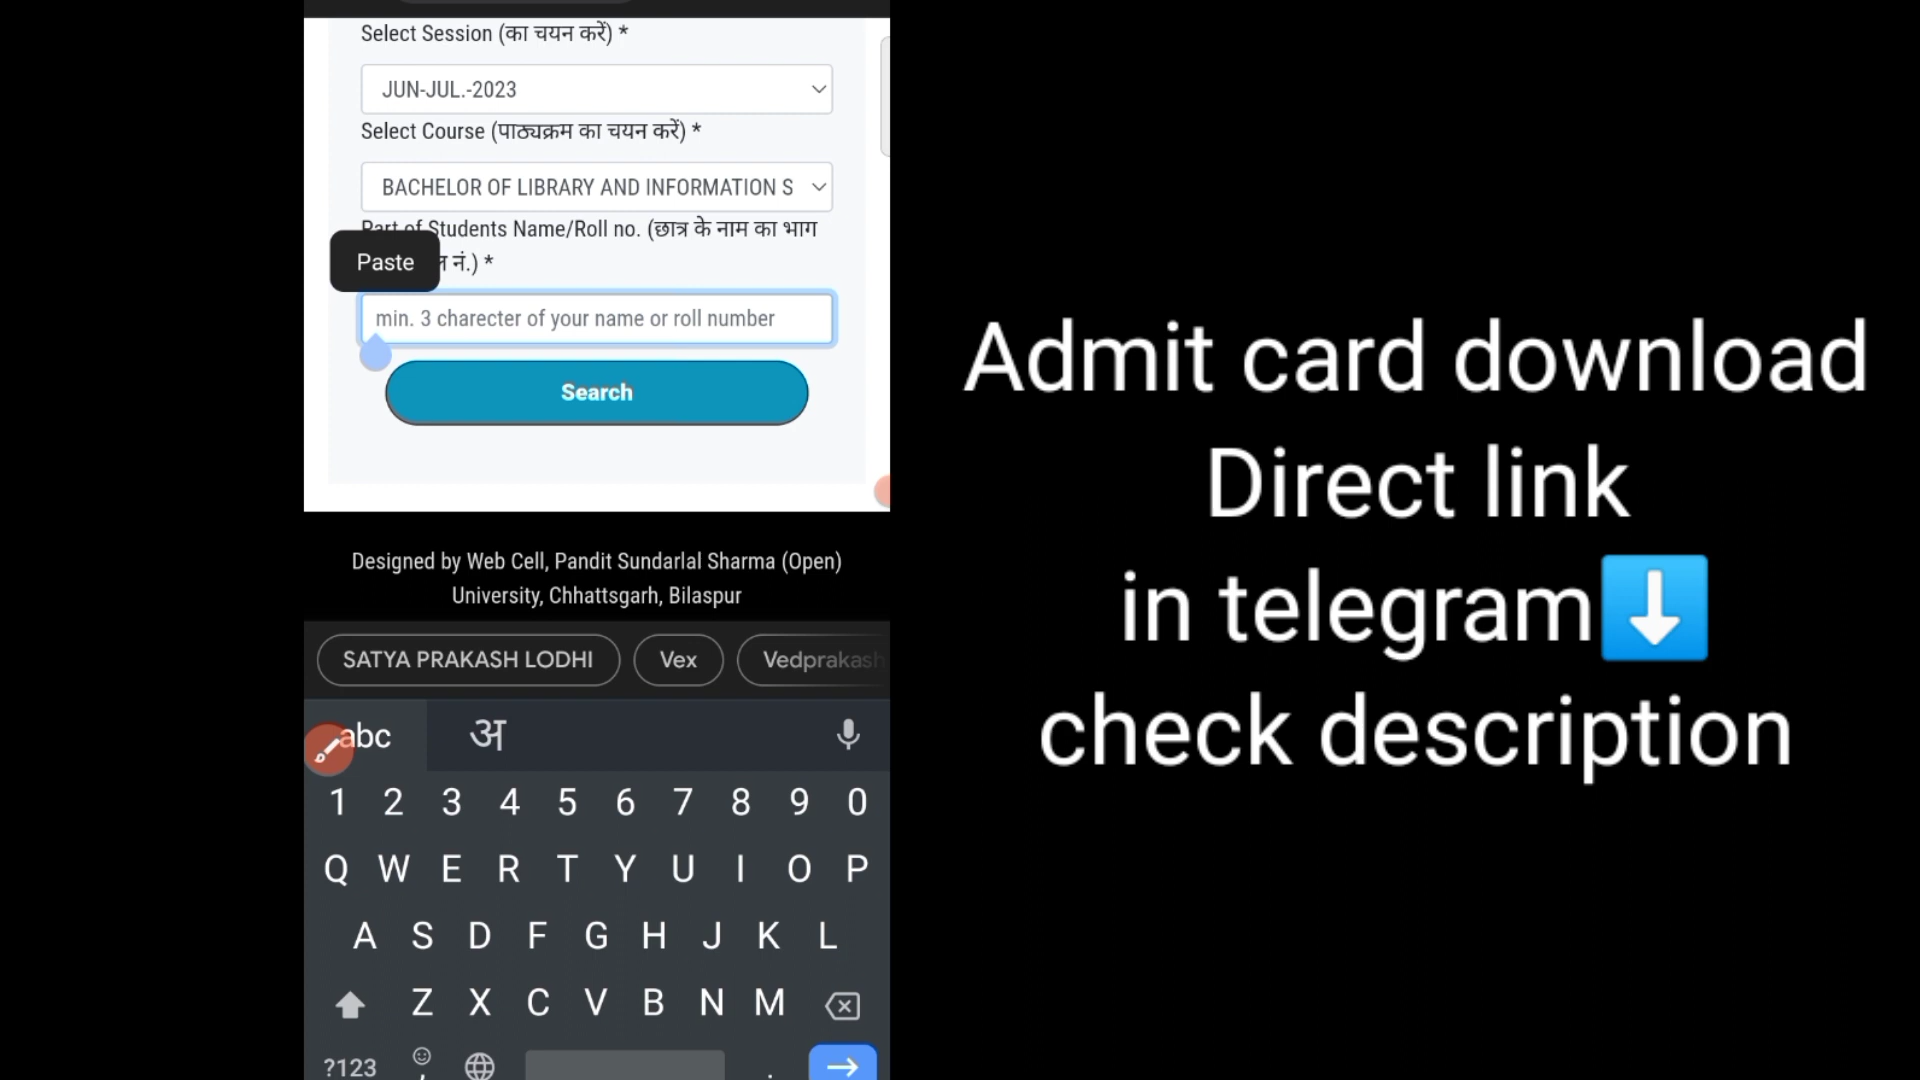 Select Session (का चयन करें) *
JUN-JUL.-2023
Select Course (पाठ्यक्रम का चयन करें) *
BACHELOR OF LIBRARY AND INFORMATION S
Part of Students Name/Roll no. (छात्र के नाम का भाग
नं.) *
Paste
min. 3 charecter of your name or roll number
Search
Designed by Web Cell, Pandit Sundarlal Sharma (Open)
University, Chhattsgarh, Bilaspur
SATYA PRAKASH LODHI Vex Vedprakash
abc अ
1 2 3 4 5 6 7 8 9 0
Q W E R T Y U I O P
A S D F G H J K L
Z X C V B N M
?123 , .
Admit card download
Direct link
in telegram⬇️
check description